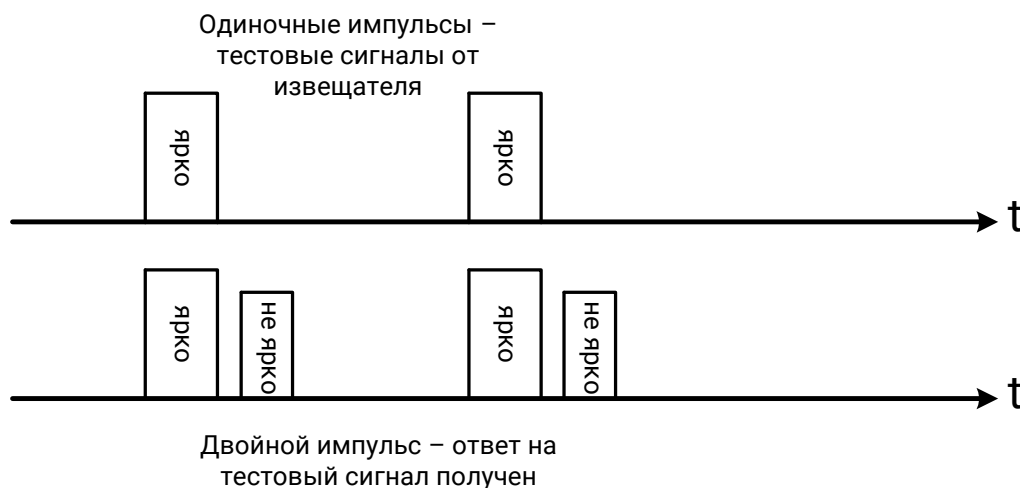 Одиночные импульсы –
тестовые сигналы от
извещателя
ярко
ярко
t
ярко
не ярко
ярко
не ярко
t
Двойной импульс – ответ на
тестовый сигнал получен